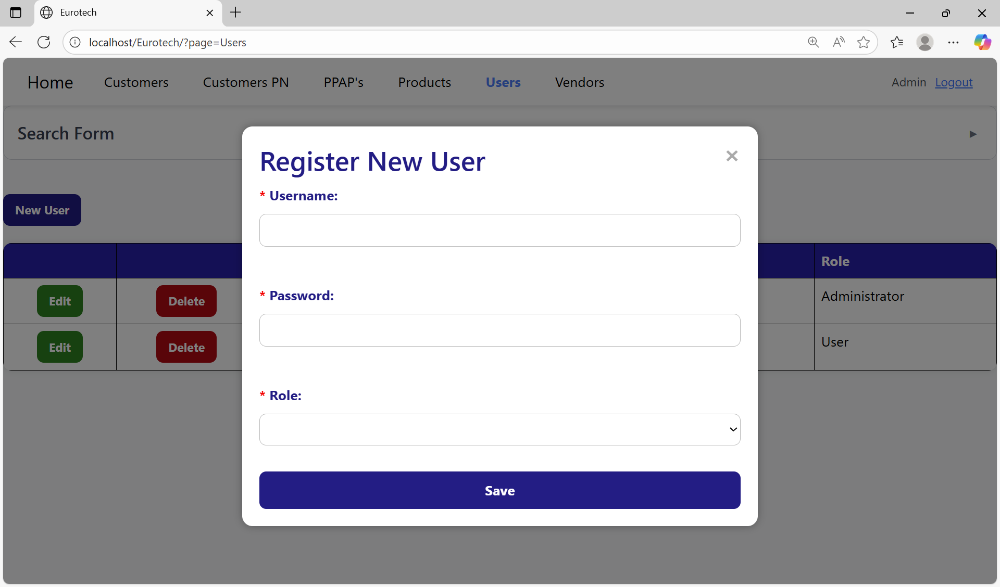 Eurotech
localhost/Eurotech/?page=Users
Home Customers Customers PN PPAP's Products Users Vendors Admin Logout
Search Form
Register New User
* Username:
New User
Role
* Password:
Edit Delete Administrator
Edit Delete User
* Role:
Save